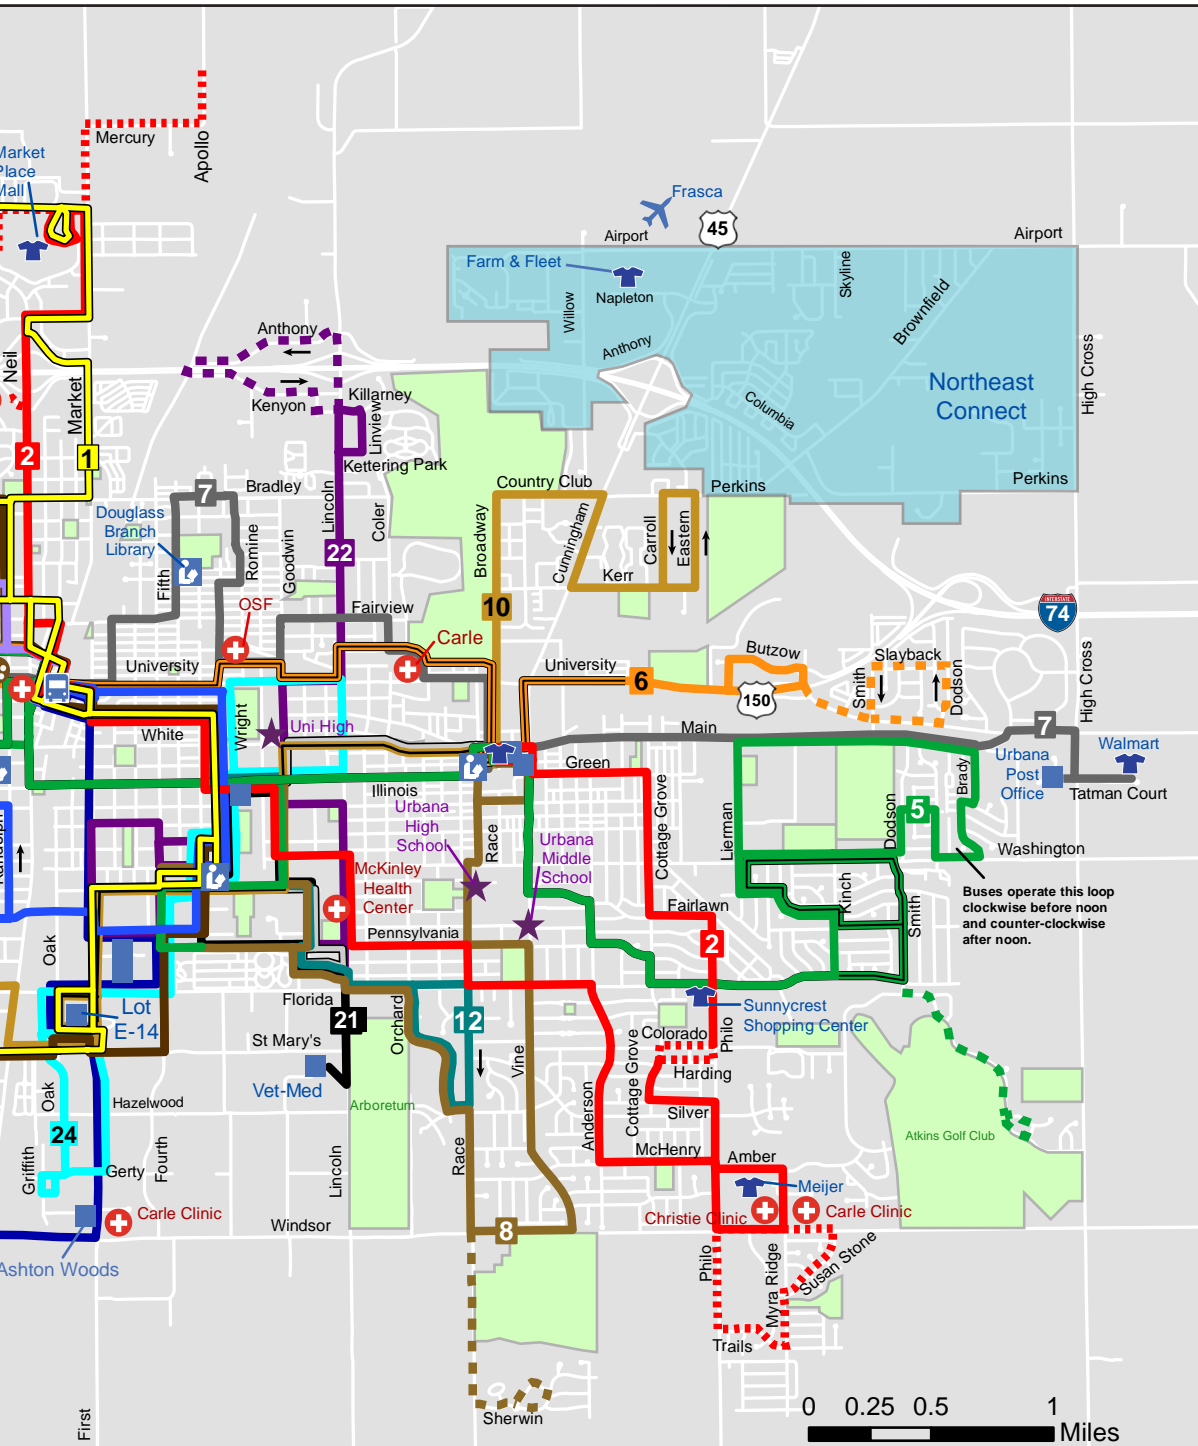 Mercury
Apollo
Market
Place
Mall
Frasca
45
Airport
Airport
Farm & Fleet
Napleton
Willow
Skyline
Brownfield
Anthony
Anthony
High Cross
Neil
Market
Northeast
Connect
Columbia
Kenyon
Killarney
Linview
Kettering Park
2
1
7
Bradley
Country Club
Perkins
Perkins
Douglass
Branch
Library
Lincoln
Coler
Romine
Goodwin
Fifth
22
Broadway
Cunningham
Carroll
Eastern
Kerr
OSF
Fairview
10
INTERSTATE
74
Carle
University
University
6
Butzow
150
Slayback
Smith
Dodson
High Cross
Wright
Uni High
White
Main
7
Walmart
Urbana
Post
Office
Tatman Court
Green
Illinois
Urbana
High
School
Race
Urbana
Middle
School
Cottage Grove
Lierman
Dodson
5
Brady
Washington
Randolph
McKinley
Health
Center
Buses operate this loop
clockwise before noon
and counter-clockwise
after noon.
Kinch
Smith
Fairlawn
2
Pennsylvania
Oak
Lot
E-14
Florida
21
Orchard
12
Sunnycrest
Shopping Center
St Mary's
Vet-Med
Colorado
Philo
Harding
Vine
Anderson
Cottage Grove
Silver
Oak
Hazelwood
24
Arboretum
Atkins Golf Club
McHenry
Amber
Griffith
Gerty
Fourth
Lincoln
Race
Meijer
Carle Clinic
Christie Clinic
Carle Clinic
Windsor
8
Ashton Woods
Philo
Myra Ridge
Susan Stone
Trails
Sherwin
First
0 0.25 0.5 1
Miles